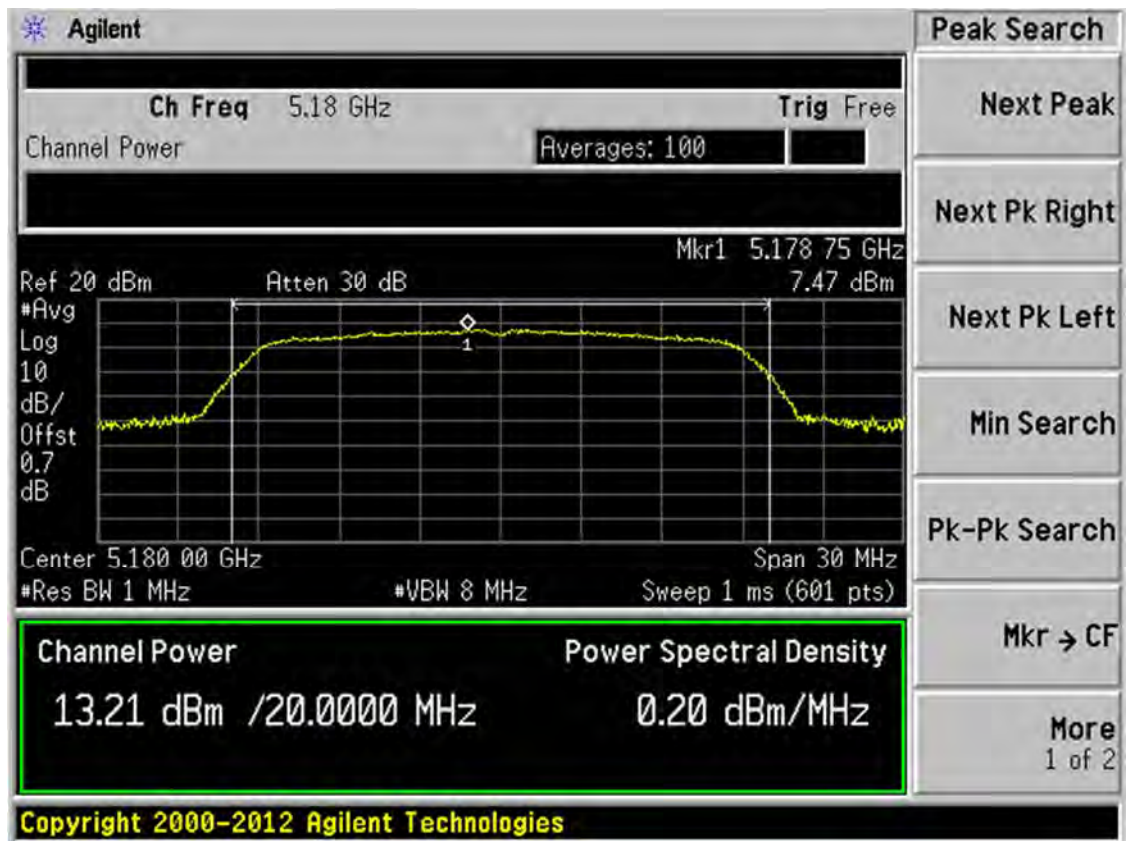 Agilent
Peak Search
Ch Freq 5.18 GHz Trig Free
Channel Power Averages: 100
Mkr1 5.178 75 GHz
Ref 20 dBm Atten 30 dB 7.47 dBm
#Avg
Log
10
dB/
Offst
0.7
dB
1
Center 5.180 00 GHz Span 30 MHz
#Res BW 1 MHz #VBW 8 MHz Sweep 1 ms (601 pts)
Channel Power Power Spectral Density
13.21 dBm /20.0000 MHz 0.20 dBm/MHz
Copyright 2000-2012 Agilent Technologies
Next Peak
Next Pk Right
Next Pk Left
Min Search
Pk-Pk Search
Mkr → CF
More
1 of 2